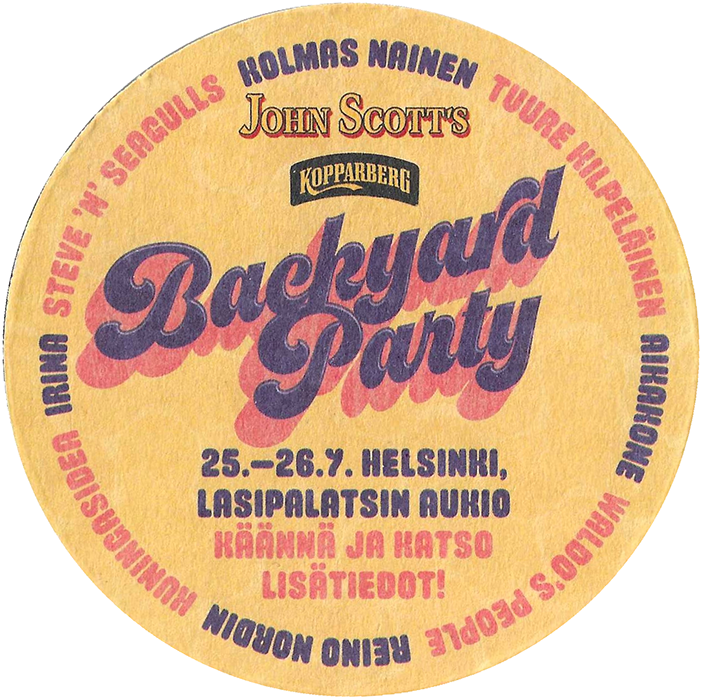 KOLMAS NAINEN
TUURE KILPELÄINEN
AIKAKONE
WALDO'S PEOPLE
REINO NORDIN
KUNINGASIDEA
IRINA
STEVE 'N' SEAGULLS
JOHN SCOTT'S
KOPPARBERG
Backyard
Party
25.–26.7. HELSINKI,
LASIPALATSIN AUKIO
KÄÄNNÄ JA KATSO
LISÄTIEDOT!